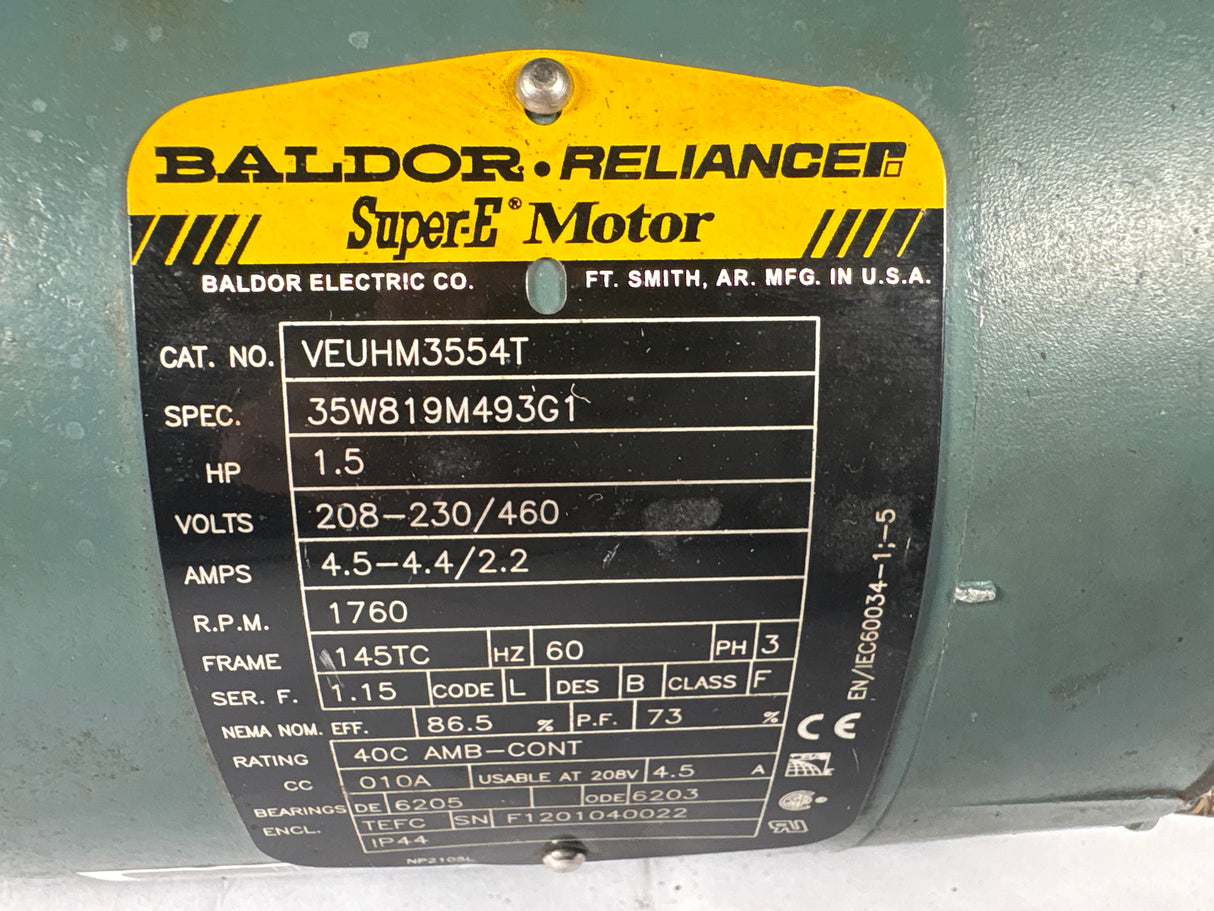 BALDOR • RELIANCE
Super-E® Motor
BALDOR ELECTRIC CO. FT. SMITH, AR. MFG. IN U.S.A.
CAT. NO. VEUHM3554T
SPEC. 35W819M493G1
HP 1.5
VOLTS 208-230/460
AMPS 4.5-4.4/2.2
R.P.M. 1760
FRAME 145TC HZ 60 PH 3
SER. F. 1.15 CODE L DES B CLASS F
NEMA NOM. EFF. 86.5 % P.F. 73 %
RATING 40C AMB-CONT
CC 010A USABLE AT 208V 4.5 A
BEARINGS DE 6205 ODE 6203
ENCL. TEFC SN F1201040022
IP44
EN/IEC60034-1;-5
CE